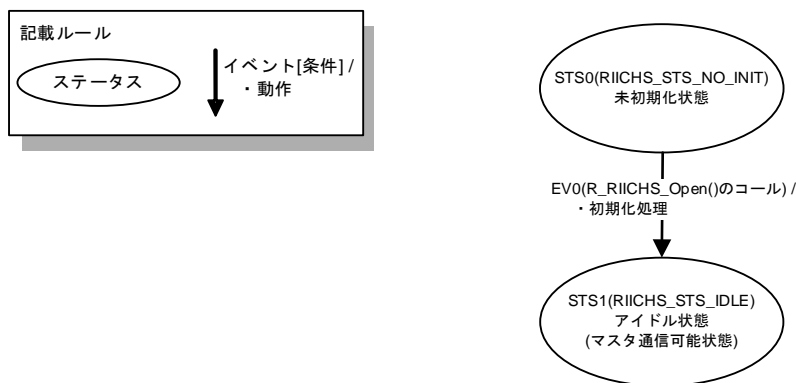 記載ルール
ステータス
イベント[条件] /
・動作
STS0(RIICHS_STS_NO_INIT)
未初期化状態
EV0(R_RIICHS_Open()のコール) /
・初期化処理
STS1(RIICHS_STS_IDLE)
アイドル状態
(マスタ通信可能状態)